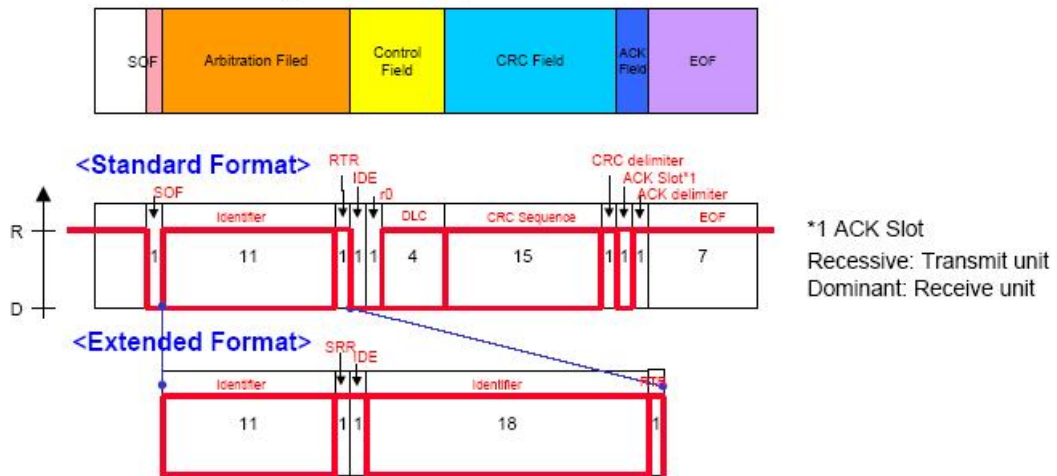 SOF
Arbitration Filed
Control
Field
CRC Field
ACK
Field
EOF
<Standard Format>
SOF
RTR
IDE
r0
CRC delimiter
ACK Slot*1
ACK delimiter
Identifier
DLC
CRC Sequence
EOF
R
1
11
1
1
1
4
15
1
1
1
7
D
*1 ACK Slot
Recessive: Transmit unit
Dominant: Receive unit
<Extended Format>
SRR
IDE
Identifier
Identifier
RTR
11
1
1
18
1